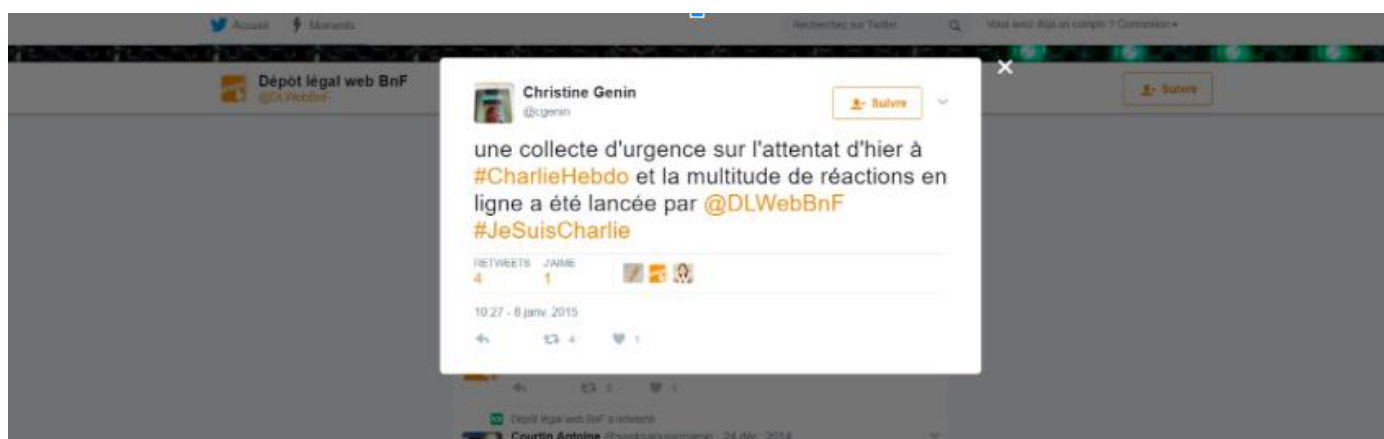 Accueil Moments Recherchez sur Twitter Vous avez déjà un compte ? Connexion
Dépôt légal web BnF
@DLWebBnF
Suivre
Christine Genin
@cgenin
Suivre
une collecte d'urgence sur l'attentat d'hier à
#CharlieHebdo et la multitude de réactions en
ligne a été lancée par @DLWebBnF
#JeSuisCharlie
RETWEETS J'AIME
4 1
10:27 - 8 janv. 2015
4 1
2 1
Dépôt légal web BnF a retweeté
Courtin Antoine 24 déc. 2014